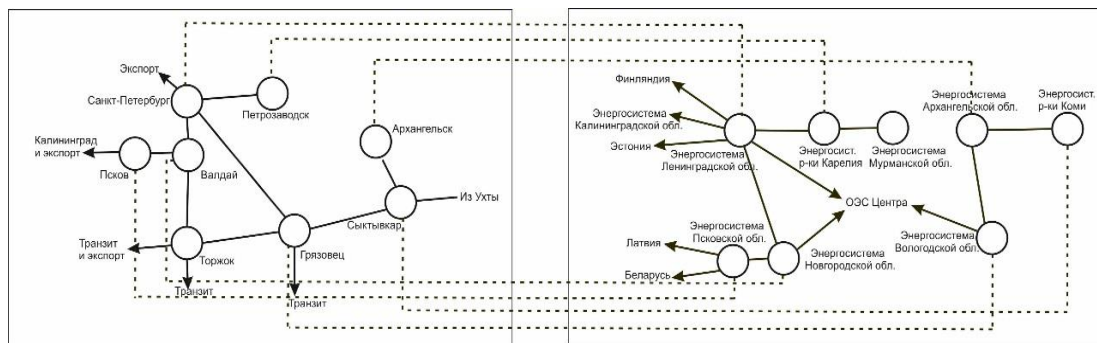 Экспорт
Санкт-Петербург
Петрозаводск
Калининград
и экспорт
Псков
Валдай
Архангельск
Из Ухты
Сыктывкар
Транзит
и экспорт
Торжок
Грязовец
Транзит
Транзит
Финляндия
Энергосистема
Калининградской обл.
Эстония
Энергосистема
Ленинградской обл.
Энергосист.
р-ки Карелия
Энергосистема
Мурманской обл.
Энергосистема
Архангельской обл.
Энергосист.
р-ки Коми
ОЭС Центра
Энергосистема
Псковской обл.
Латвия
Беларусь
Энергосистема
Новгородской обл.
Энергосистема
Вологодской обл.